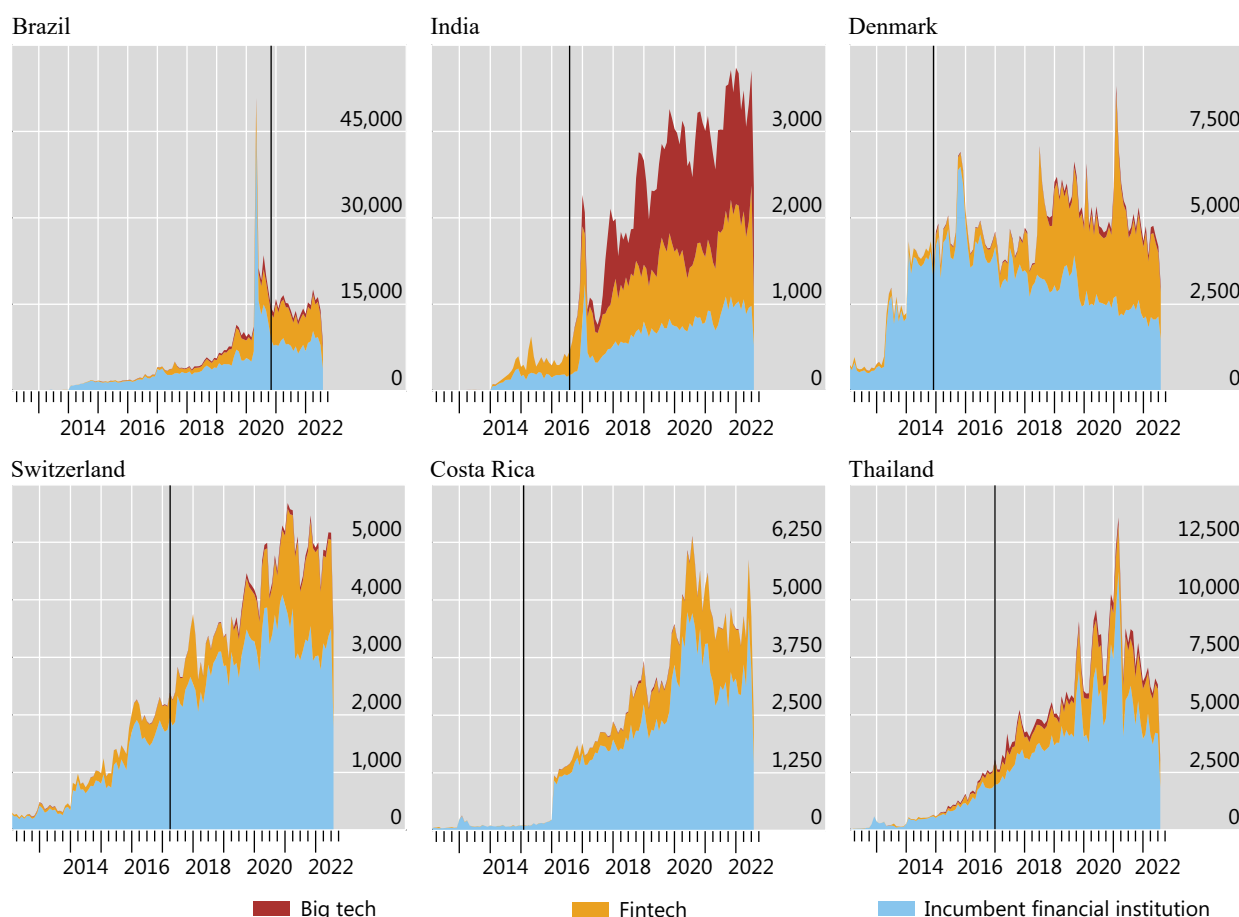 Brazil
45,000
30,000
15,000
0
2014 2016 2018 2020 2022
India
3,000
2,000
1,000
0
2014 2016 2018 2020 2022
Denmark
7,500
5,000
2,500
0
2014 2016 2018 2020 2022
Switzerland
5,000
4,000
3,000
2,000
1,000
0
2014 2016 2018 2020 2022
Costa Rica
6,250
5,000
3,750
2,500
1,250
0
2014 2016 2018 2020 2022
Thailand
12,500
10,000
7,500
5,000
2,500
0
2014 2016 2018 2020 2022
Big tech Fintech Incumbent financial institution